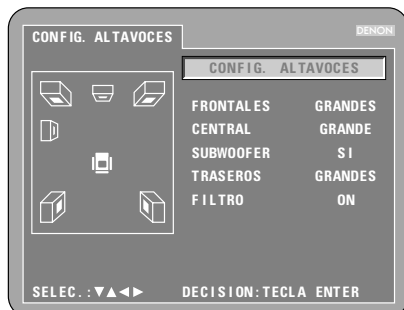 CONFIG. ALTAVOCES
DENON
CONFIG. ALTAVOCES
FRONTALES GRANDES
CENTRAL GRANDE
SUBWOOFER SI
TRASEROS GRANDES
FILTRO ON
SELEC.:▼▲◄► DECISION:TECLA ENTER